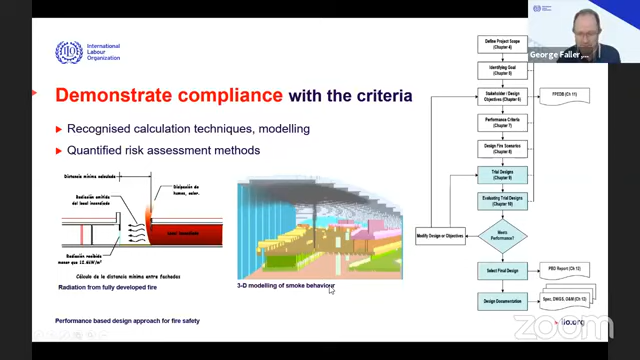 International
Labour
Organization
Demonstrate compliance with the criteria
Recognised calculation techniques, modelling
Quantified risk assessment methods
Distancia mínima calculada
Radiación emitida
del local incendiado
Disipación de
humos, calor.
Local incendiado
Radiación recibida
menor que 12.6kW/m²
Cálculo de la distancia mínima entre fachadas
Radiation from fully developed fire
3-D modelling of smoke behaviour
Performance based design approach for fire safety
Define Project Scope
(Chapter 4)
Identifying Goal
(Chapter 5)
Stakeholder / Design
Objectives (Chapter 6)
FPEDB (Ch 11)
Performance Criteria
(Chapter 7)
Design Fire Scenarios
(Chapter 8)
Trial Designs
(Chapter 9)
Evaluating Trial Designs
(Chapter 10)
Modify Design or Objectives
Meets
Performance?
Select Final Design
PBD Report (Ch 12)
Design Documentation
Spec, DWGS, O&M (Ch 12)
ilo.org
George Faller
zoom